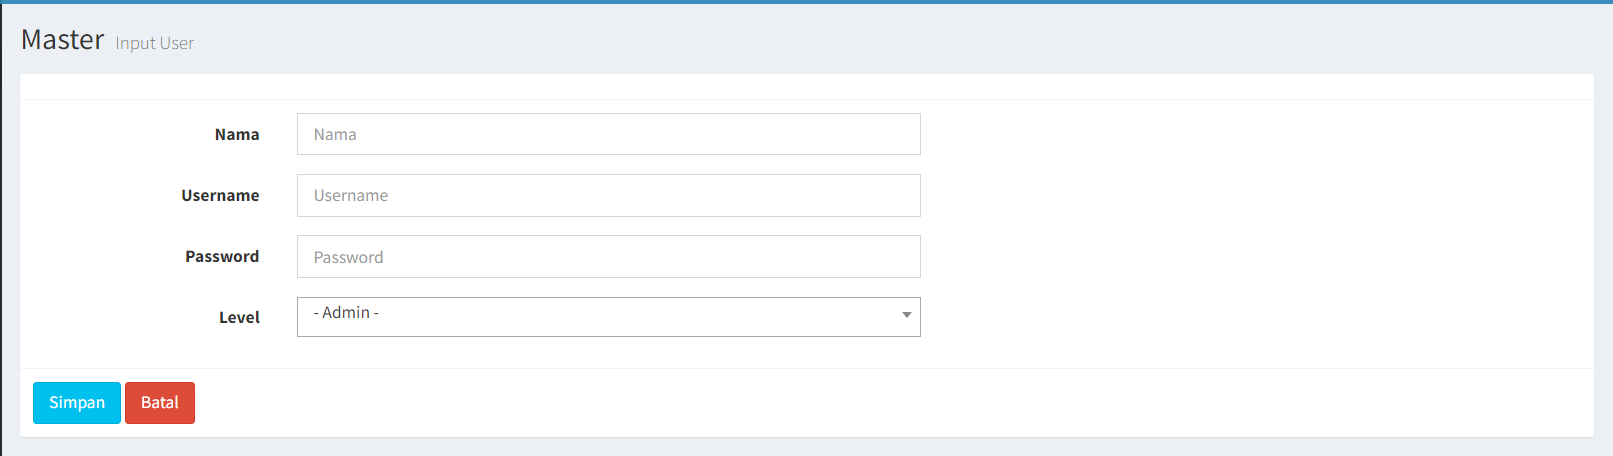 Master Input User
Nama Nama
Username Username
Password Password
Level - Admin -
Simpan Batal